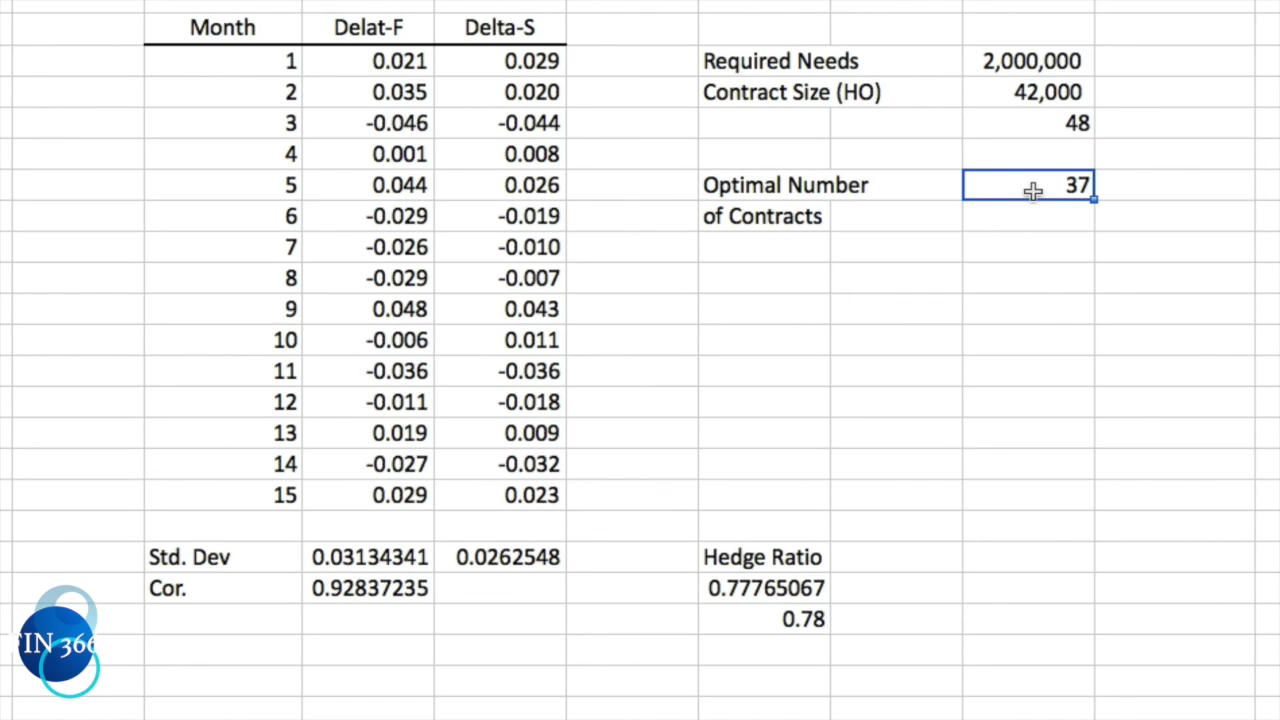 Month Delat-F Delta-S
1 0.021 0.029 Required Needs 2,000,000
2 0.035 0.020 Contract Size (HO) 42,000
3 -0.046 -0.044 48
4 0.001 0.008
5 0.044 0.026 Optimal Number 37
6 -0.029 -0.019 of Contracts
7 -0.026 -0.010
8 -0.029 -0.007
9 0.048 0.043
10 -0.006 0.011
11 -0.036 -0.036
12 -0.011 -0.018
13 0.019 0.009
14 -0.027 -0.032
15 0.029 0.023
Std. Dev 0.03134341 0.0262548 Hedge Ratio
Cor. 0.92837235 0.77765067
0.78
FIN 366